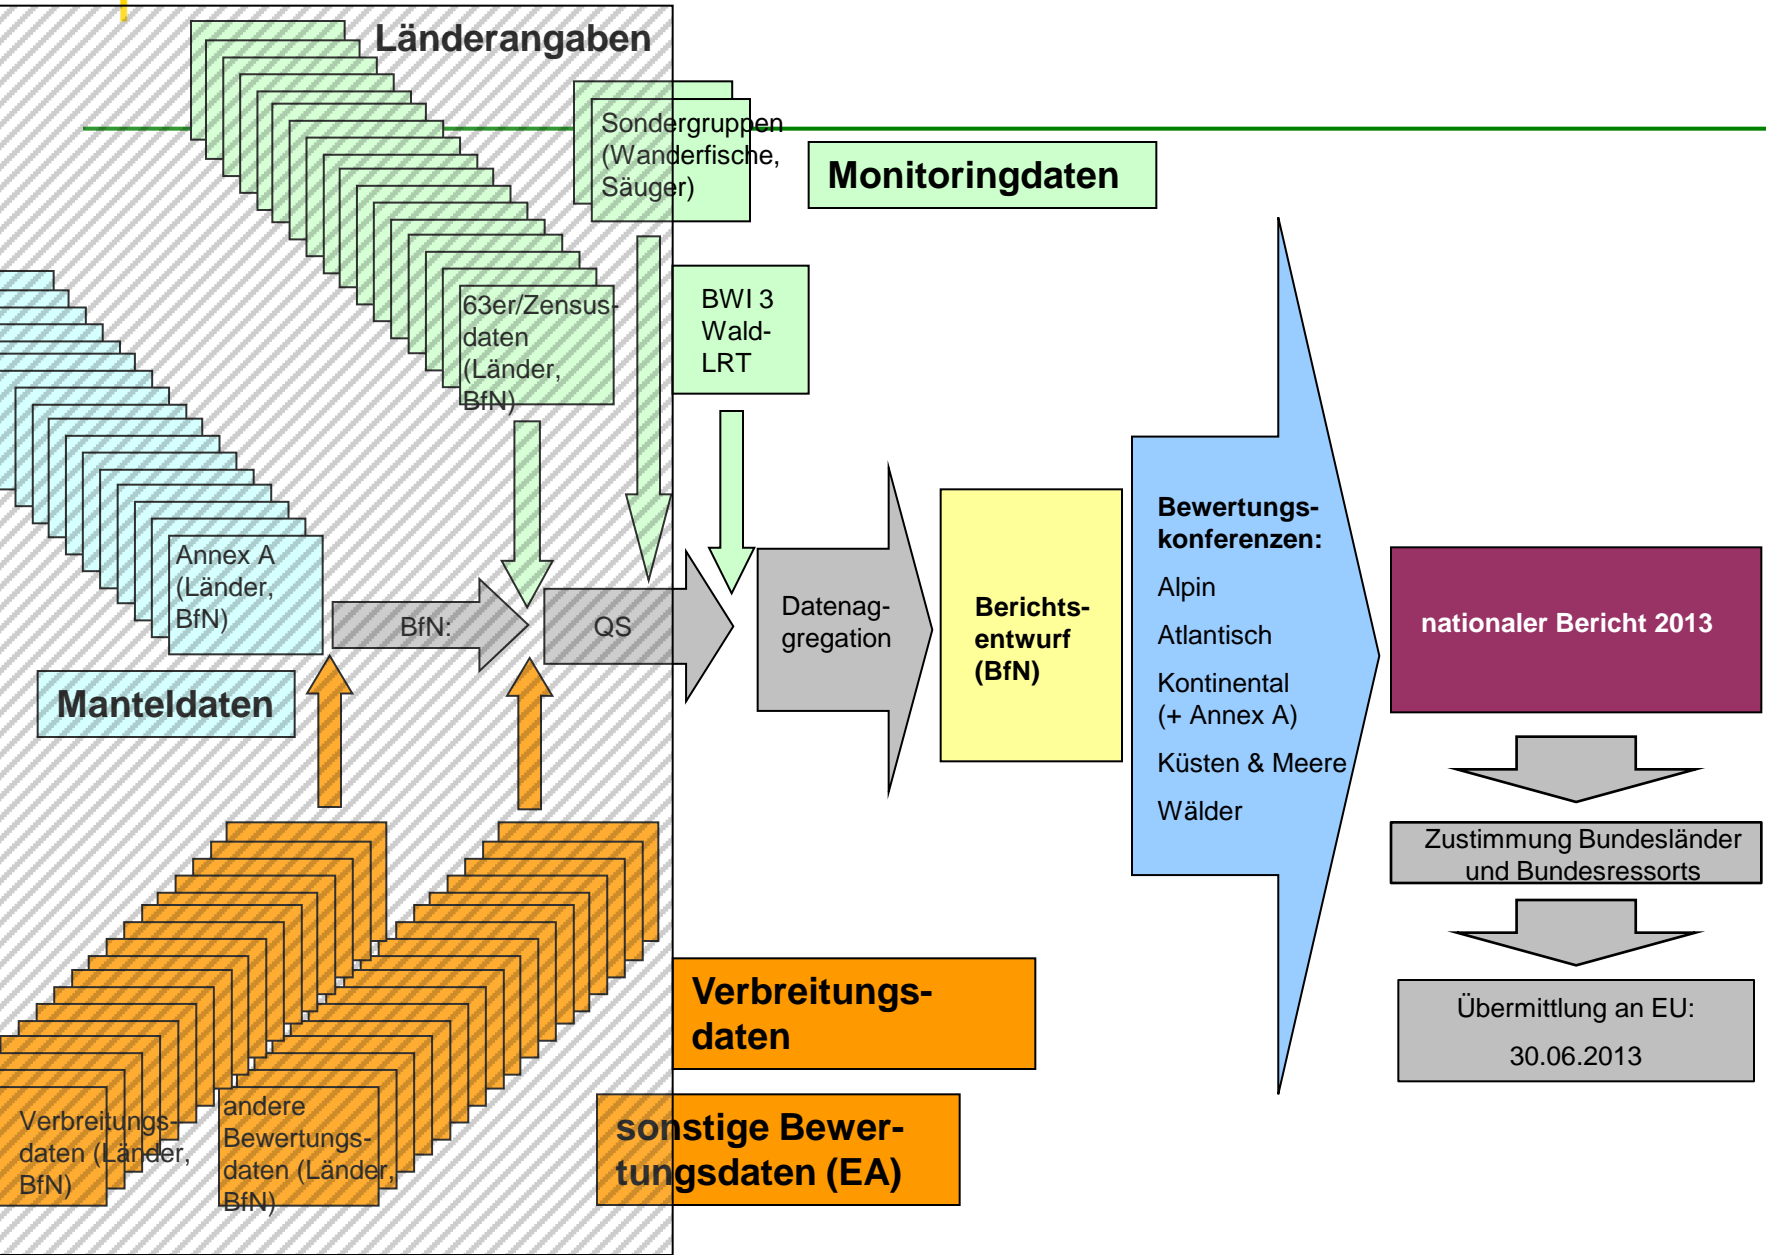 Länderangaben
Sondergruppen
(Wanderfische,
Säuger)
Monitoringdaten
63er/Zensus-
daten
(Länder,
BfN)
BWI 3
Wald-
LRT
Annex A
(Länder,
BfN)
Manteldaten
BfN:
QS
Datenag-
gregation
Berichts-
entwurf
(BfN)
Bewertungs-
konferenzen:
Alpin
Atlantisch
Kontinental
(+ Annex A)
Küsten & Meere
Wälder
nationaler Bericht 2013
Zustimmung Bundesländer
und Bundesressorts
Übermittlung an EU:
30.06.2013
Verbreitungs-
daten
sonstige Bewer-
tungsdaten (EA)
Verbreitungs-
daten (Länder,
BfN)
andere
Bewertungs-
daten (Länder,
BfN)